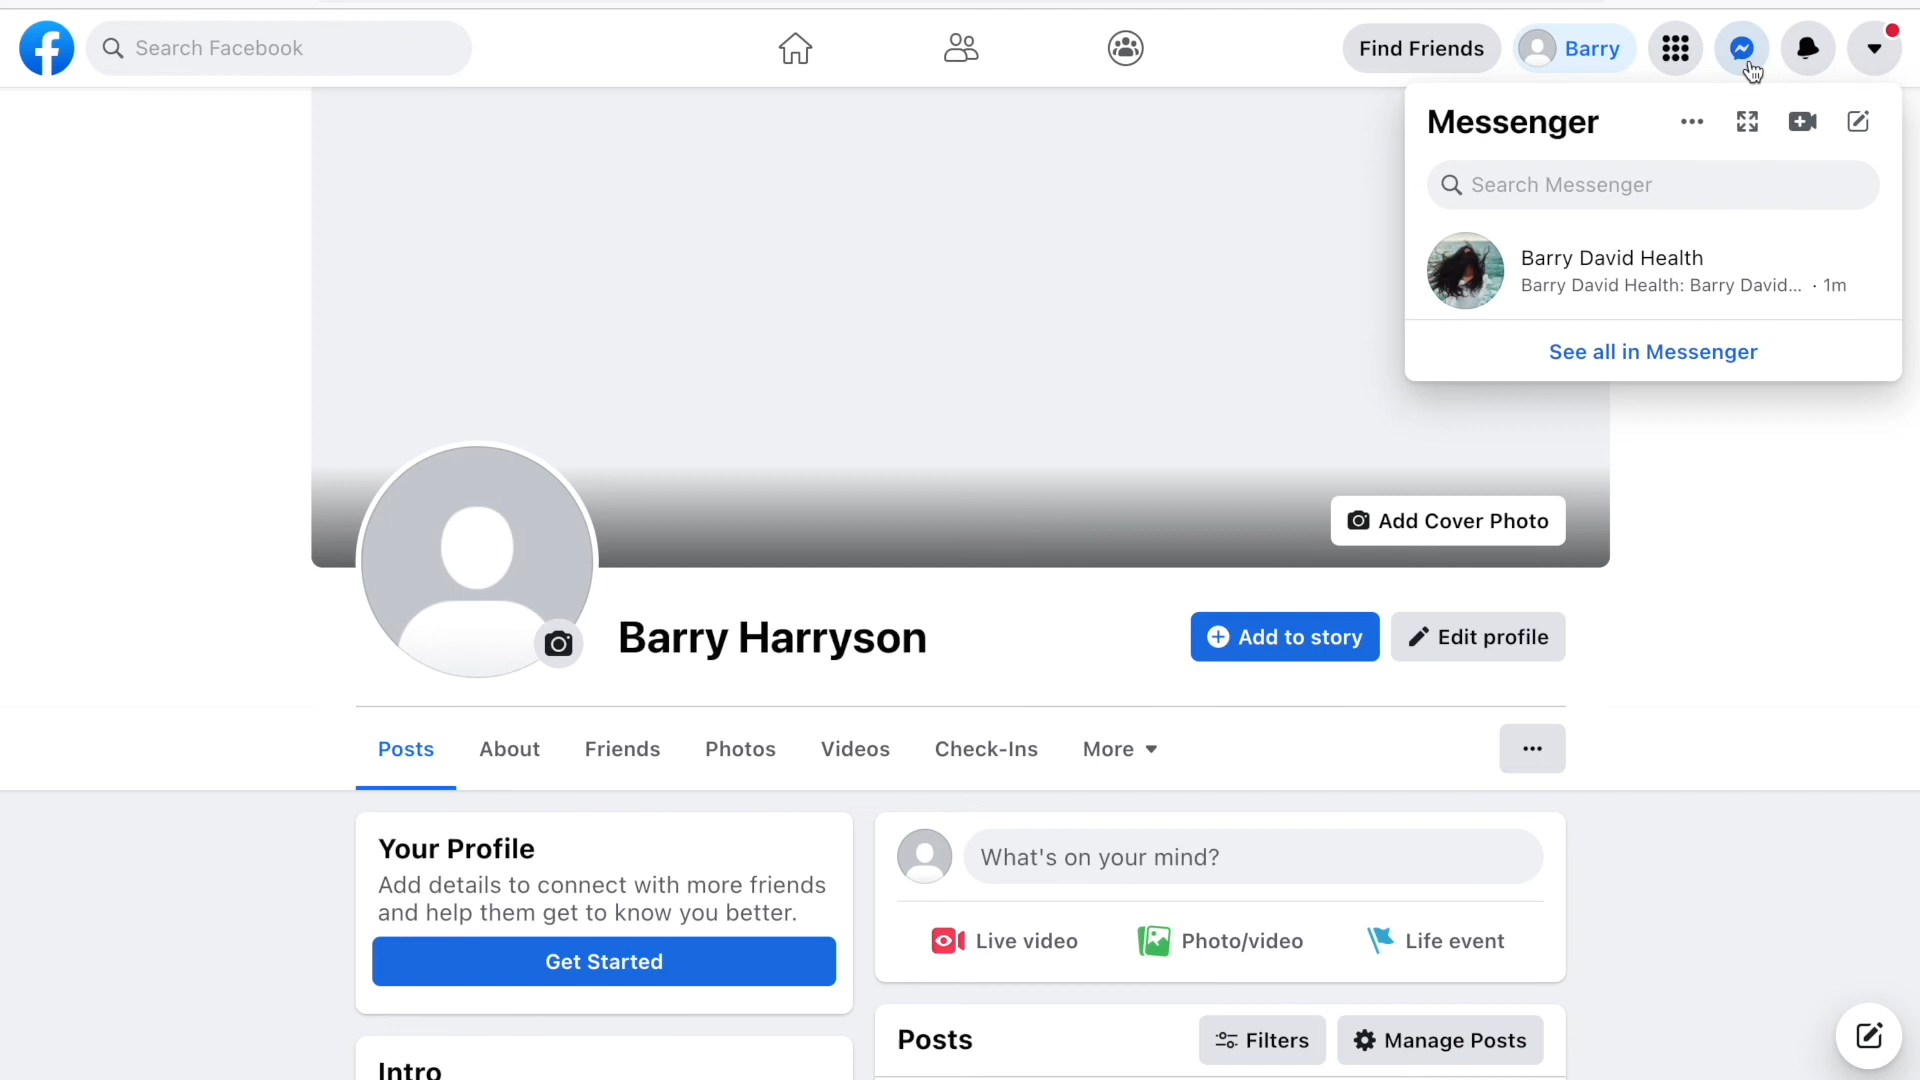 Search Facebook
Find Friends
Barry
Messenger
Search Messenger
Barry David Health
Barry David Health: Barry David... · 1m
See all in Messenger
Add Cover Photo
Barry Harryson
Add to story
Edit profile
Posts
About
Friends
Photos
Videos
Check-Ins
More
Your Profile
Add details to connect with more friends
and help them get to know you better.
Get Started
What's on your mind?
Live video
Photo/video
Life event
Posts
Filters
Manage Posts
Intro